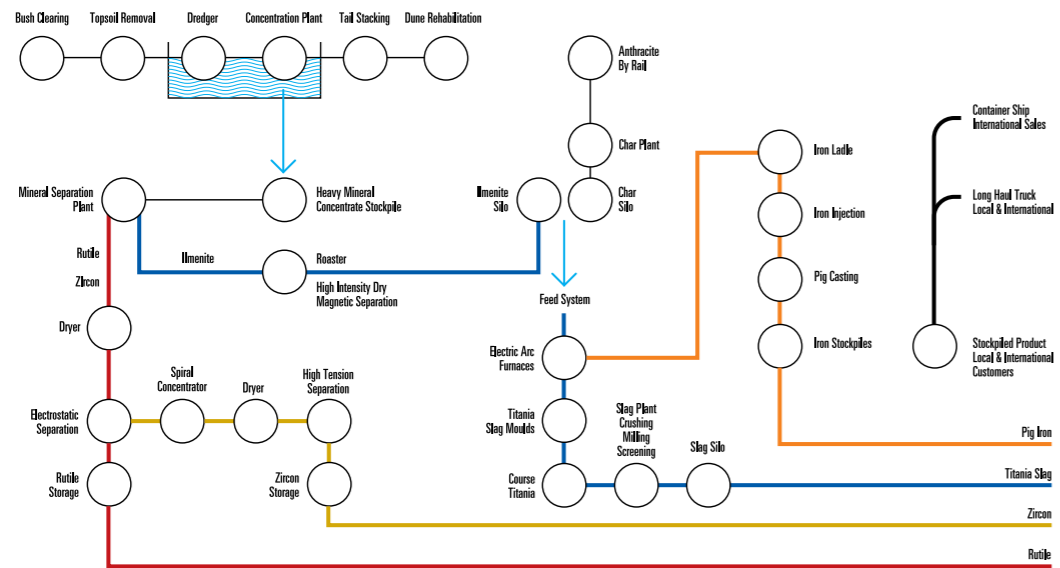 Bush Clearing
Topsoil Removal
Dredger
Concentration Plant
Tail Stacking
Dune Rehabilitation
Anthracite
By Rail
Char Plant
Char
Silo
Ilmenite
Silo
Mineral Separation
Plant
Heavy Mineral
Concentrate Stockpile
Rutile
Zircon
Ilmenite
Roaster
High Intensity Dry
Magnetic Separation
Feed System
Dryer
Electric Arc
Furnaces
Spiral
Concentrator
Dryer
High Tension
Separation
Electrostatic
Separation
Titania
Slag Moulds
Slag Plant
Crushing
Milling
Screening
Slag Silo
Rutile
Storage
Zircon
Storage
Course
Titania
Iron Ladle
Iron Injection
Pig Casting
Iron Stockpiles
Container Ship
International Sales
Long Haul Truck
Local & International
Stockpiled Product
Local & International
Customers
Pig Iron
Titania Slag
Zircon
Rutile